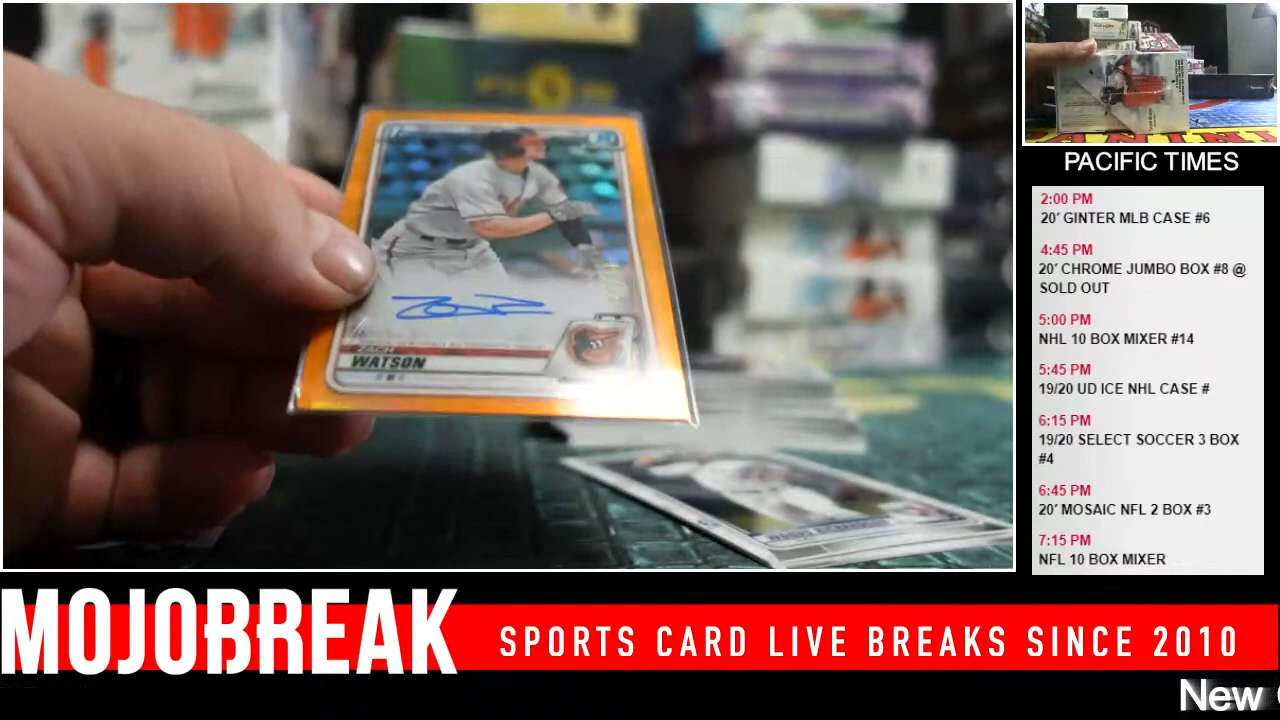 ZACH
WATSON
PACIFIC TIMES
2:00 PM
20' GINTER MLB CASE #6
4:45 PM
20' CHROME JUMBO BOX #8 @
SOLD OUT
5:00 PM
NHL 10 BOX MIXER #14
5:45 PM
19/20 UD ICE NHL CASE #
6:15 PM
19/20 SELECT SOCCER 3 BOX
#4
6:45 PM
20' MOSAIC NFL 2 BOX #3
7:15 PM
NFL 10 BOX MIXER
MOJOBREAK
SPORTS CARD LIVE BREAKS SINCE 2010
New